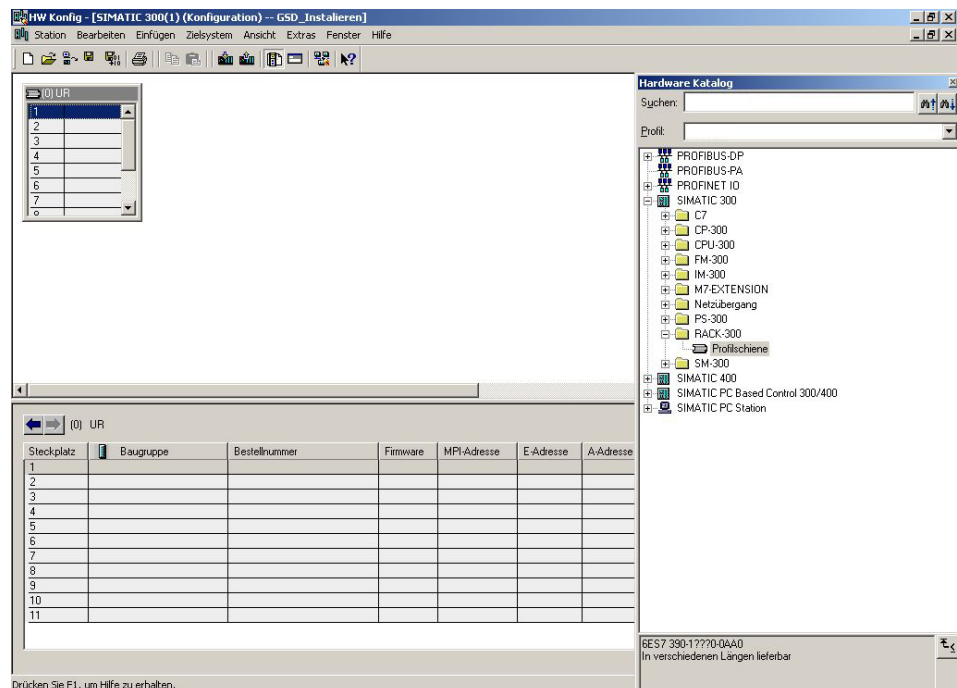 HW Konfig - [SIMATIC 300(1) (Konfiguration) -- GSD_Instalieren]
Station Bearbeiten Einfügen Zielsystem Ansicht Extras Fenster Hilfe
(0) UR
1
2
3
4
5
6
7
Hardware Katalog
Suchen:
Profil:
PROFIBUS-DP
PROFIBUS-PA
PROFINET IO
SIMATIC 300
C7
CP-300
CPU-300
FM-300
IM-300
M7-EXTENSION
Netzübergang
PS-300
RACK-300
Profilschiene
SM-300
SIMATIC 400
SIMATIC PC Based Control 300/400
SIMATIC PC Station
(0) UR
Steckplatz Baugruppe Bestellnummer Firmware MPI-Adresse E-Adresse A-Adresse
1
2
3
4
5
6
7
8
9
10
11
6ES7 390-1???0-0AA0
In verschiedenen Längen lieferbar
Drücken Sie F1, um Hilfe zu erhalten.